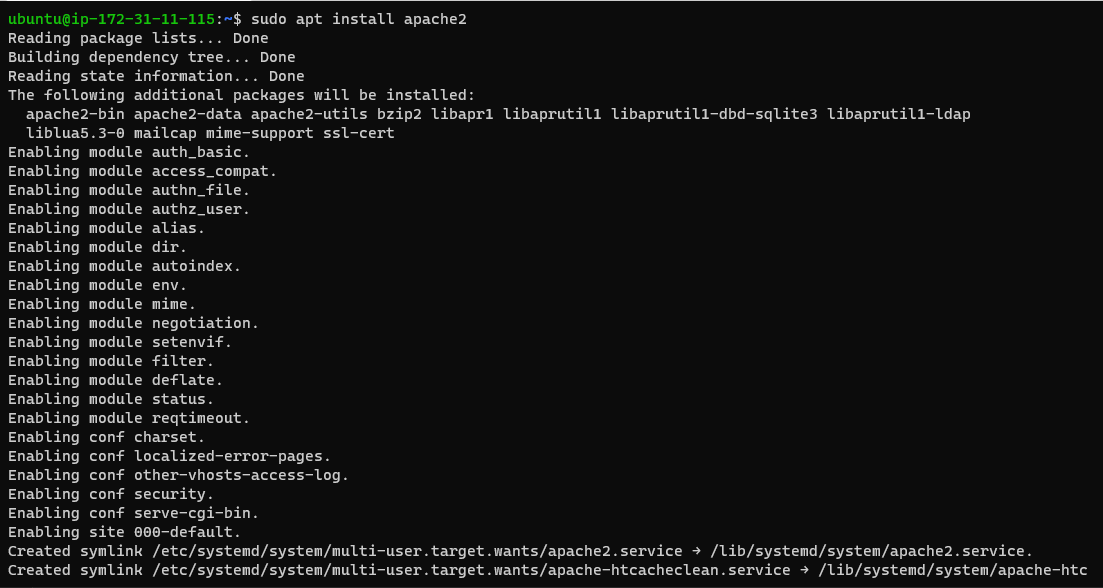 ubuntu@ip-172-31-11-115:~$ sudo apt install apache2
Reading package lists... Done
Building dependency tree... Done
Reading state information... Done
The following additional packages will be installed:
  apache2-bin apache2-data apache2-utils bzip2 libapr1 libaprutil1 libaprutil1-dbd-sqlite3 libaprutil1-ldap
  liblua5.3-0 mailcap mime-support ssl-cert
Enabling module auth_basic.
Enabling module access_compat.
Enabling module authn_file.
Enabling module authz_user.
Enabling module alias.
Enabling module dir.
Enabling module autoindex.
Enabling module env.
Enabling module mime.
Enabling module negotiation.
Enabling module setenvif.
Enabling module filter.
Enabling module deflate.
Enabling module status.
Enabling module reqtimeout.
Enabling conf charset.
Enabling conf localized-error-pages.
Enabling conf other-vhosts-access-log.
Enabling conf security.
Enabling conf serve-cgi-bin.
Enabling site 000-default.
Created symlink /etc/systemd/system/multi-user.target.wants/apache2.service → /lib/systemd/system/apache2.service.
Created symlink /etc/systemd/system/multi-user.target.wants/apache-htcacheclean.service → /lib/systemd/system/apache-htc